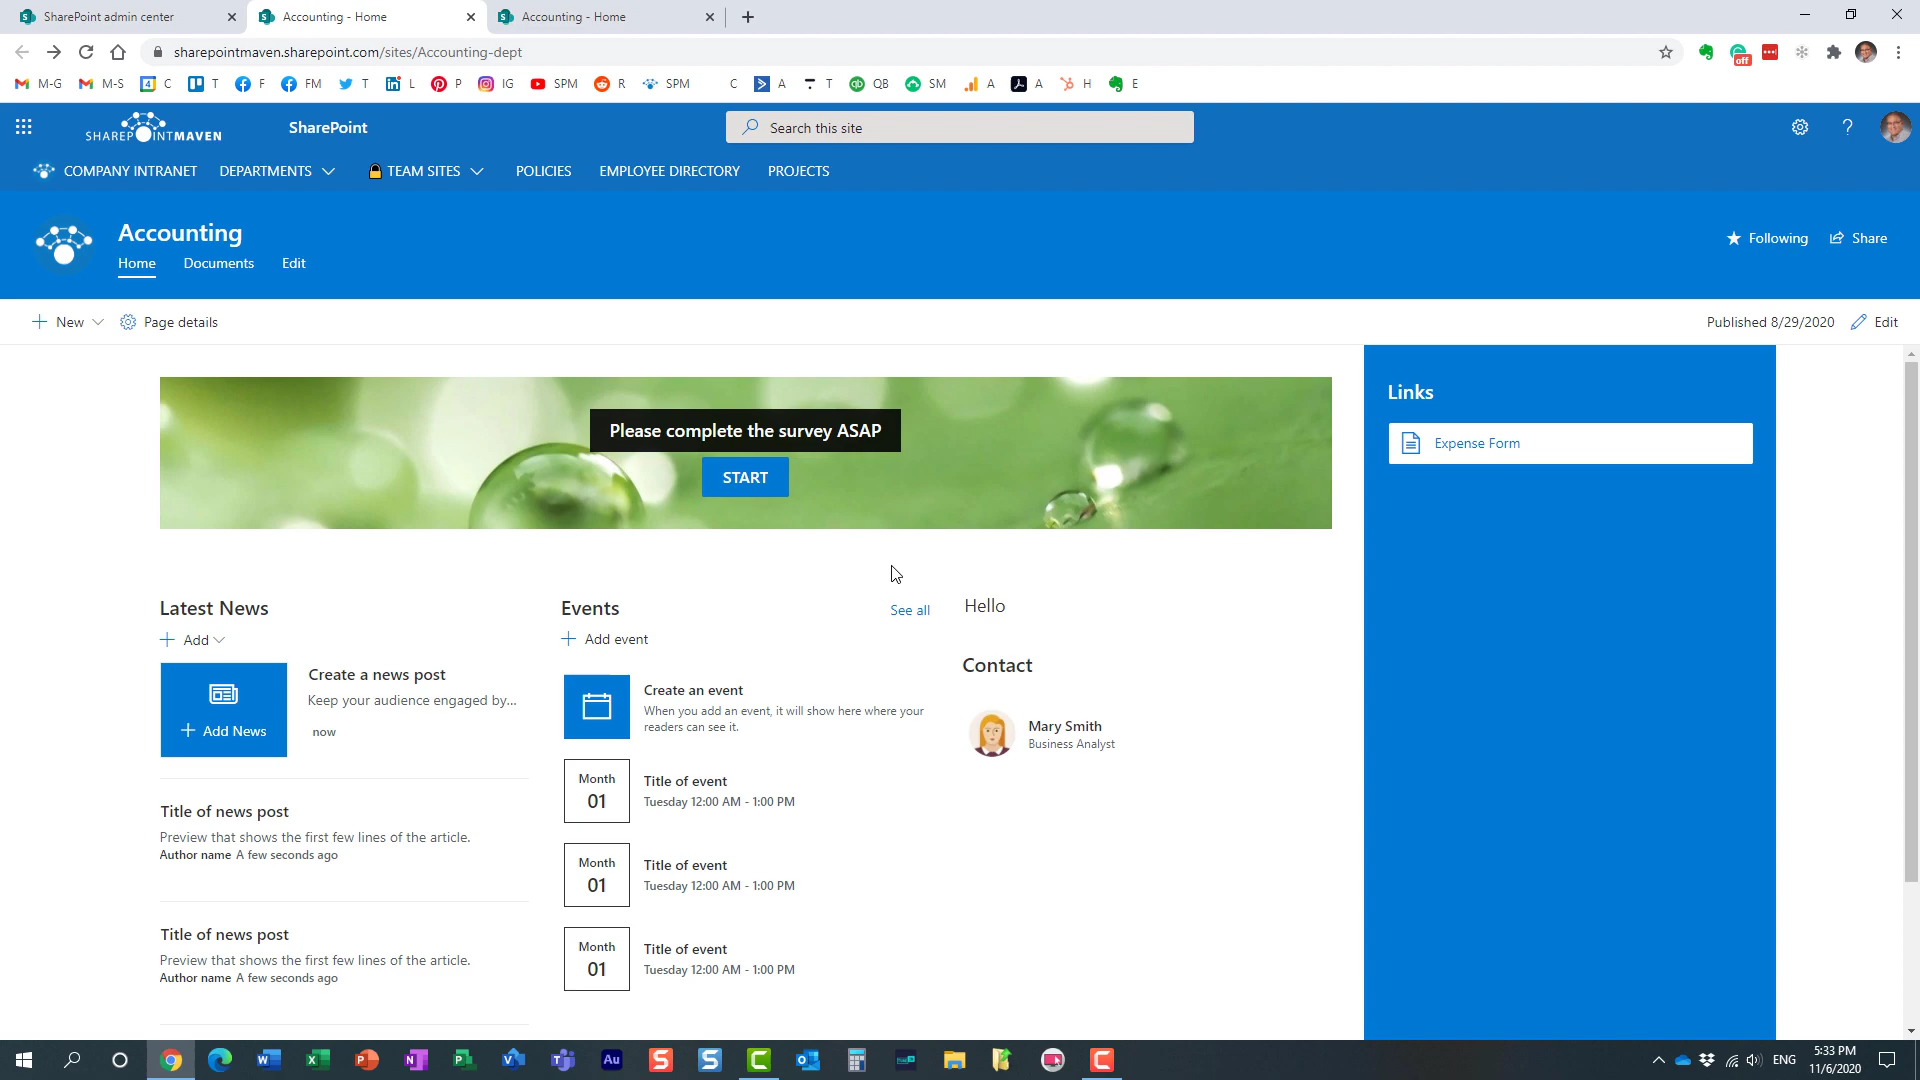 SharePoint admin center
Accounting - Home
Accounting - Home
sharepointmaven.sharepoint.com/sites/Accounting-dept
off
M-G
M-S
4 C
T
F
FM
T
L
P
IG
SPM
R
SPM
C
A
T
QB
SM
A
A
H
E
SHAREPOINTMAVEN
SharePoint
Search this site
COMPANY INTRANET
DEPARTMENTS
TEAM SITES
POLICIES
EMPLOYEE DIRECTORY
PROJECTS
Accounting
Home
Documents
Edit
Following
Share
New
Page details
Published 8/29/2020
Edit
Please complete the survey ASAP
START
Links
Expense Form
Latest News
Add
Add News
Create a news post
Keep your audience engaged by...
now
Title of news post
Preview that shows the first few lines of the article.
Author name A few seconds ago
Title of news post
Preview that shows the first few lines of the article.
Author name A few seconds ago
Events
See all
Add event
Create an event
When you add an event, it will show here where your
readers can see it.
Month
01
Title of event
Tuesday 12:00 AM - 1:00 PM
Month
01
Title of event
Tuesday 12:00 AM - 1:00 PM
Month
01
Title of event
Tuesday 12:00 AM - 1:00 PM
Hello
Contact
Mary Smith
Business Analyst
ENG
5:33 PM
11/6/2020